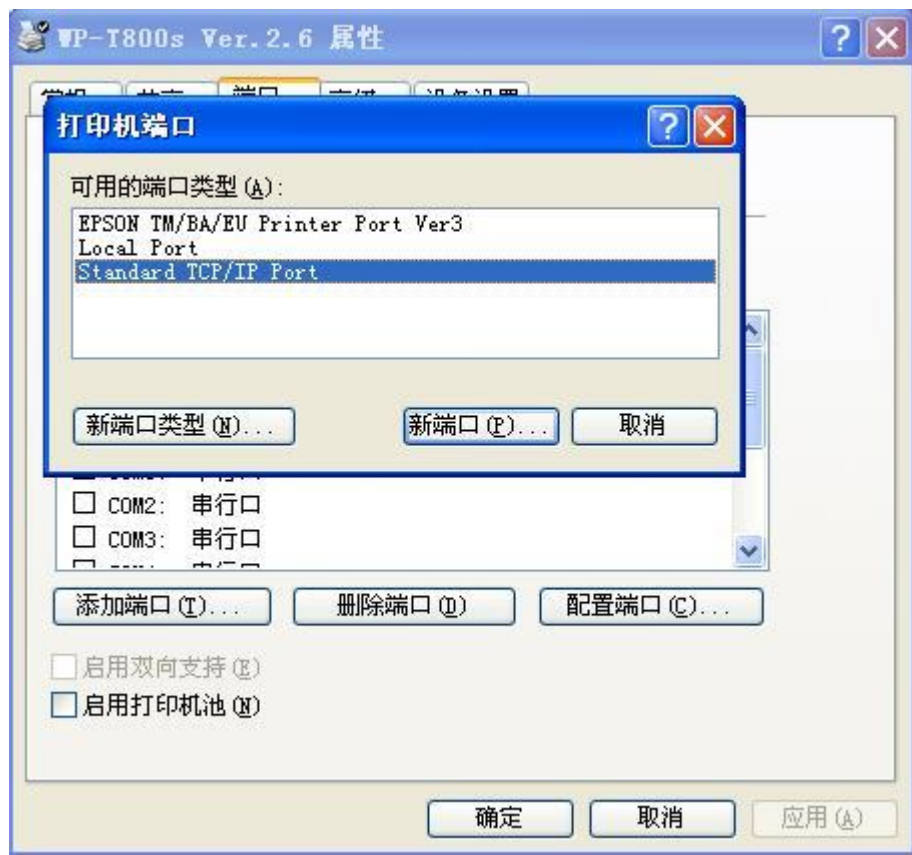 WP-T800s Ver.2.6 属性
端口
打印机端口
可用的端口类型(A):
EPSON TM/BA/EU Printer Port Ver3
Local Port
Standard TCP/IP Port
新端口类型(N)... 新端口(P)... 取消
COM2: 串行口
COM3: 串行口
添加端口(T)... 删除端口(D) 配置端口(C)...
启用双向支持(E)
启用打印机池(N)
确定 取消 应用(A)